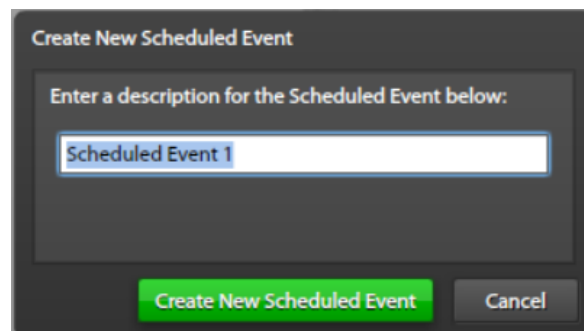 Create New Scheduled Event
Enter a description for the Scheduled Event below:
Scheduled Event 1
Create New Scheduled Event Cancel